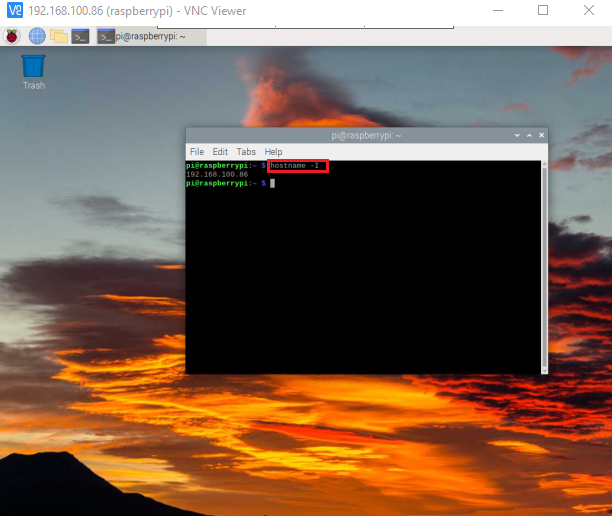 192.168.100.86 (raspberrypi) - VNC Viewer
pi@raspberrypi: ~
Trash
pi@raspberrypi: ~
File Edit Tabs Help
pi@raspberrypi:~ $ hostname -I
192.168.100.86
pi@raspberrypi:~ $